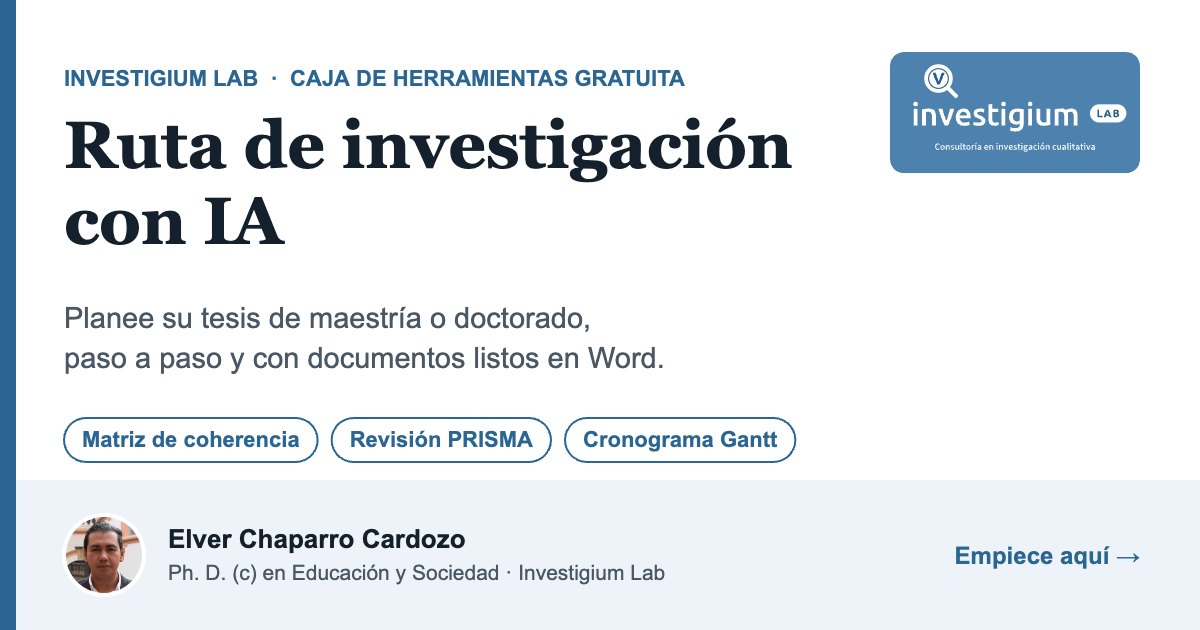 INVESTIGIUM LAB · CAJA DE HERRAMIENTAS GRATUITA
Ruta de investigación
con IA
investigium LAB
Consultoría en investigación cualitativa
Planee su tesis de maestría o doctorado,
paso a paso y con documentos listos en Word.
Matriz de coherencia
Revisión PRISMA
Cronograma Gantt
Elver Chaparro Cardozo
Ph. D. (c) en Educación y Sociedad · Investigium Lab
Empiece aquí →